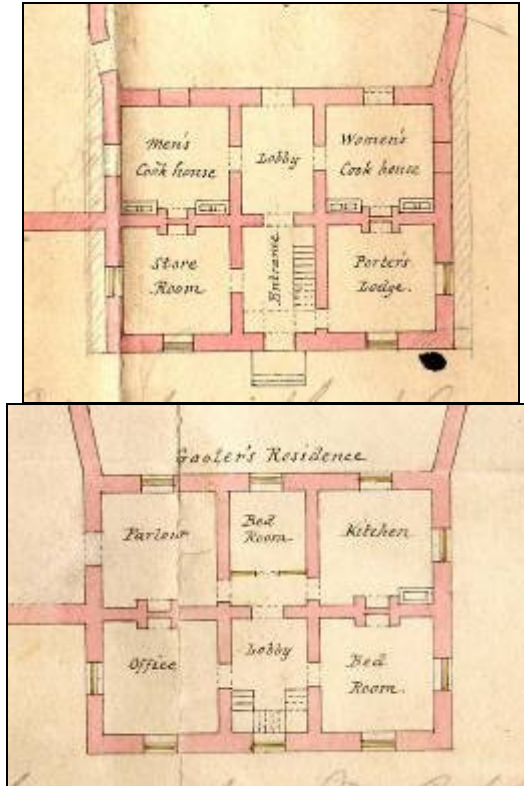 Men's
Cook house
Lobby
Women's
Cook house
Store
Room
Entrance
Porter's
Lodge.
Gaoler's Residence
Parlour
Bed
Room
Kitchen
Office
Lobby
Bed
Room.